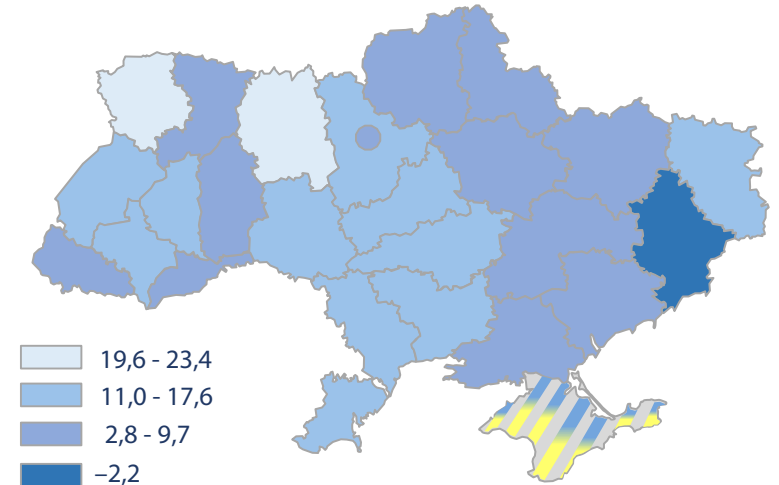 19,6 - 23,4
11,0 - 17,6
2,8 - 9,7
–2,2